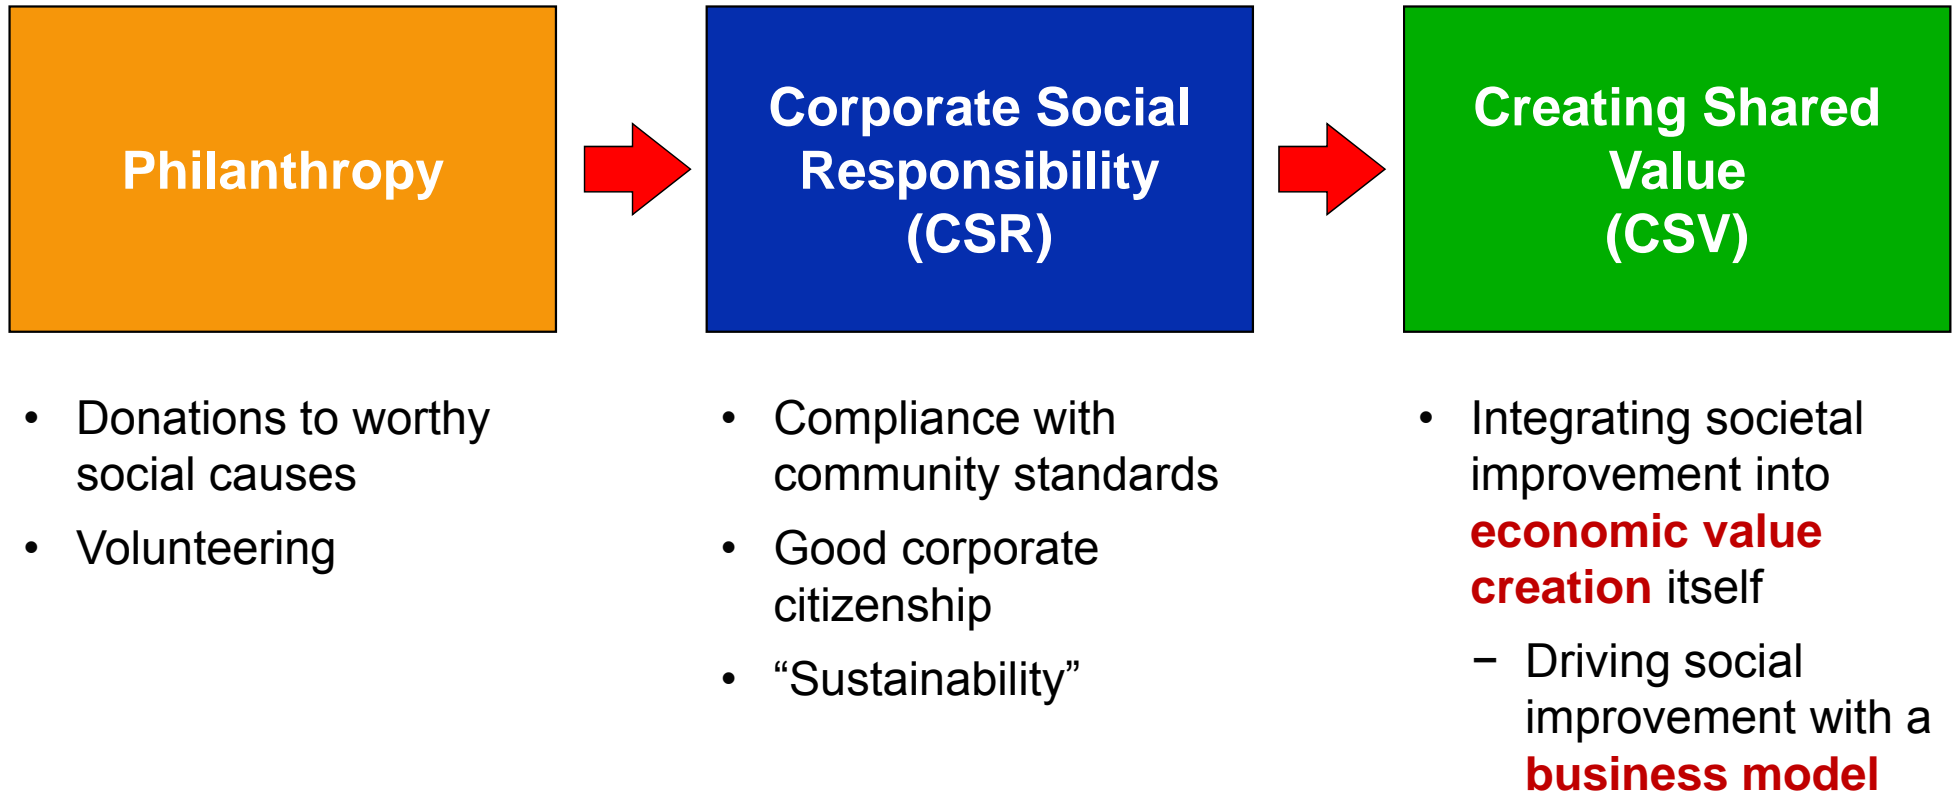 Philanthropy
Corporate Social
Responsibility
(CSR)
Creating Shared
Value
(CSV)
• Donations to worthy
social causes
• Volunteering
• Compliance with
community standards
• Good corporate
citizenship
• “Sustainability”
• Integrating societal
improvement into
economic value
creation itself
− Driving social
improvement with a
business model